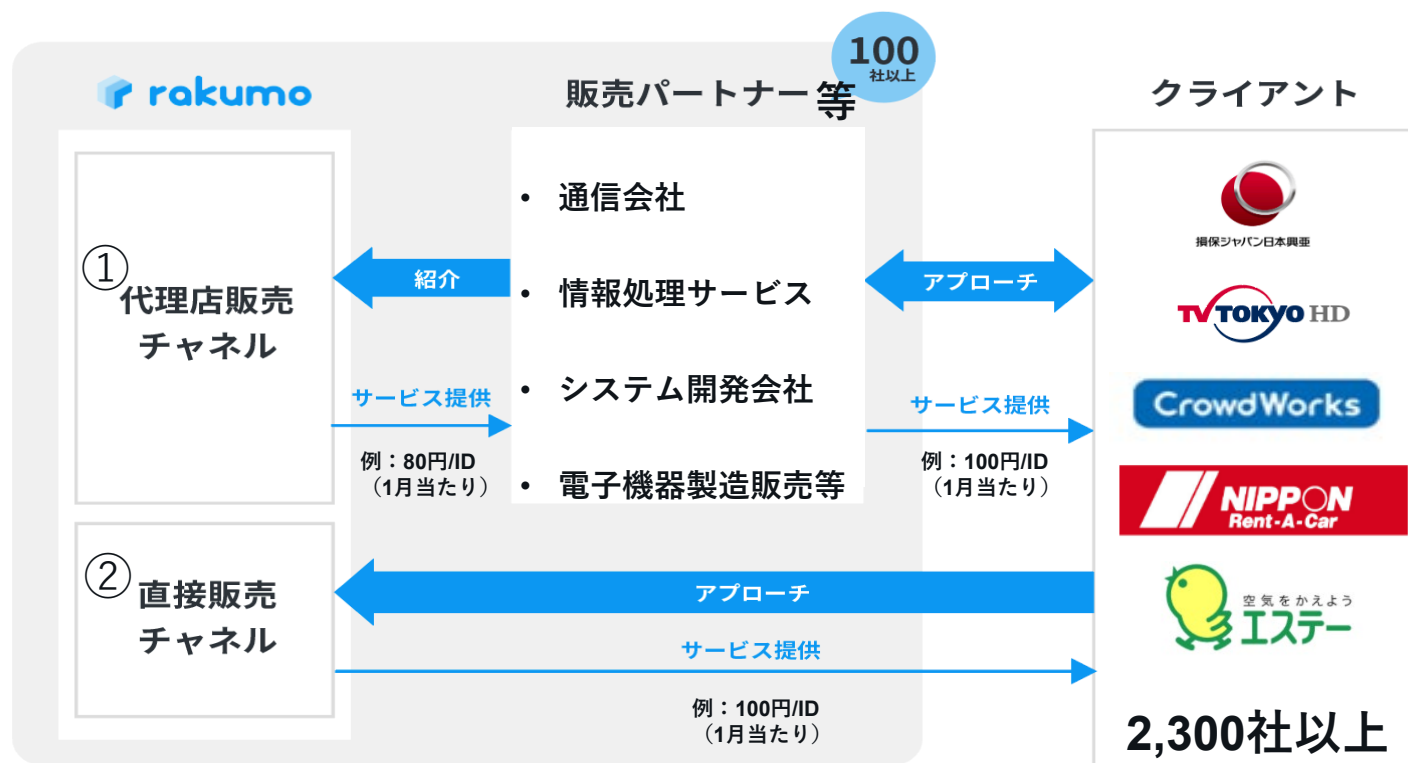 rakumo
販売パートナー等
100
社以上
クライアント
①
代理店販売
チャネル
紹介
サービス提供
例：80円/ID
（1月当たり）
• 通信会社
• 情報処理サービス
• システム開発会社
• 電子機器製造販売等
アプローチ
サービス提供
例：100円/ID
（1月当たり）
②
直接販売
チャネル
アプローチ
サービス提供
例：100円/ID
（1月当たり）
損保ジャパン日本興亜
TV TOKYO HD
CrowdWorks
NIPPON
Rent-A-Car
空気をかえよう
エステー
2,300社以上